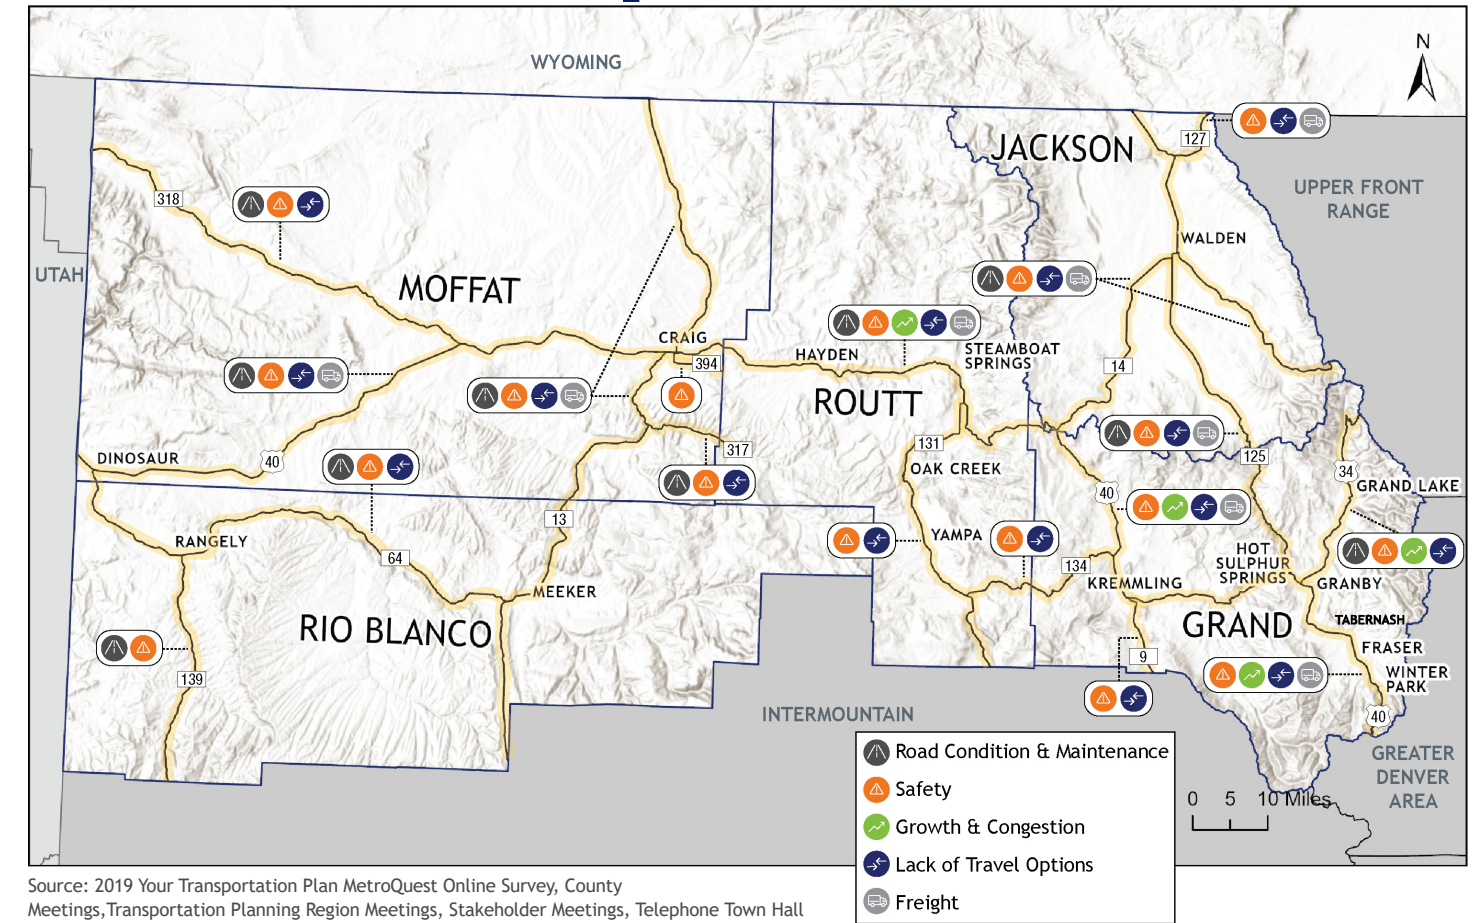 WYOMING
N
JACKSON
127
UPPER FRONT
RANGE
318
WALDEN
UTAH
MOFFAT
CRAIG
394
HAYDEN
STEAMBOAT
SPRINGS
14
ROUTT
131
317
125
DINOSAUR
40
OAK CREEK
34
GRAND LAKE
40
13
RANGELY
64
YAMPA
134
HOT
SULPHUR
SPRINGS
KREMMLING
GRANBY
MEEKER
RIO BLANCO
GRAND
TABERNASH
FRASER
9
WINTER
PARK
139
40
INTERMOUNTAIN
GREATER
DENVER
AREA
Road Condition & Maintenance
Safety
Growth & Congestion
Lack of Travel Options
Freight
0 5 10 Miles
Source: 2019 Your Transportation Plan MetroQuest Online Survey, County
Meetings,Transportation Planning Region Meetings, Stakeholder Meetings, Telephone Town Hall